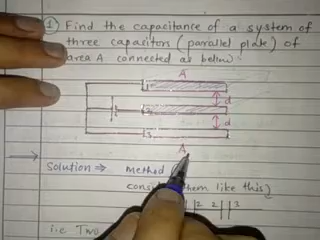 ① Find the capacitance of a system of
three capacitors (parallel plate) of
area A connected as below:
A
1
d
2
d
3
A
Solution ⇒ method
consider them like this
2 2 3
i.e Two